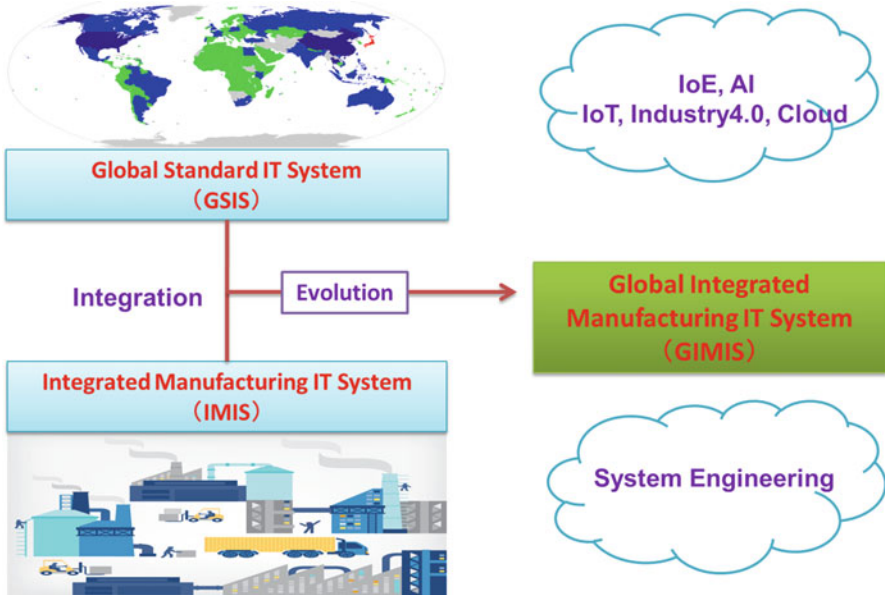 Global Standard IT System
（GSIS）
IoE, AI
IoT, Industry4.0, Cloud
Integration
Evolution
Global Integrated
Manufacturing IT System
（GIMIS）
Integrated Manufacturing IT System
（IMIS）
System Engineering